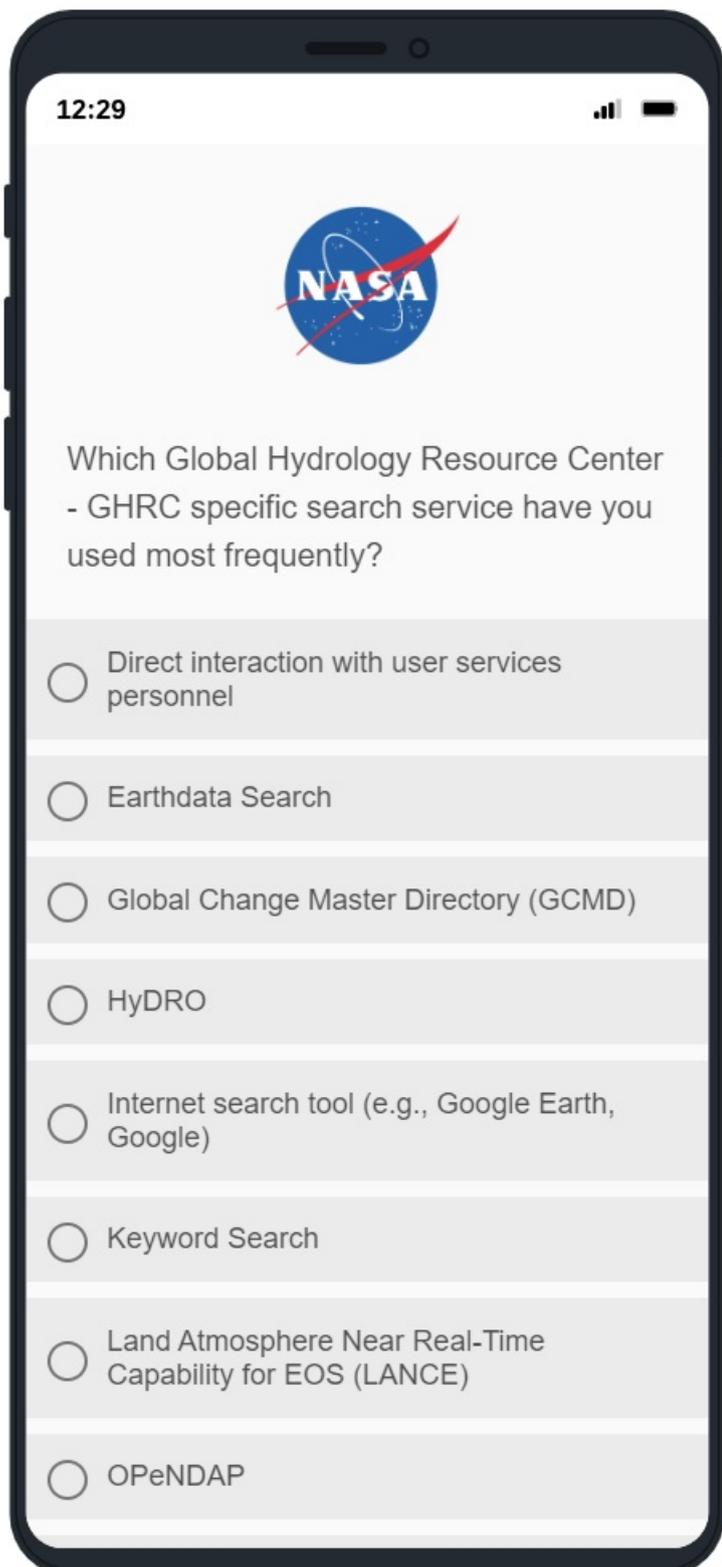 12:29
NASA
Which Global Hydrology Resource Center
- GHRC specific search service have you
used most frequently?
Direct interaction with user services
personnel
Earthdata Search
Global Change Master Directory (GCMD)
HyDRO
Internet search tool (e.g., Google Earth,
Google)
Keyword Search
Land Atmosphere Near Real-Time
Capability for EOS (LANCE)
OPeNDAP